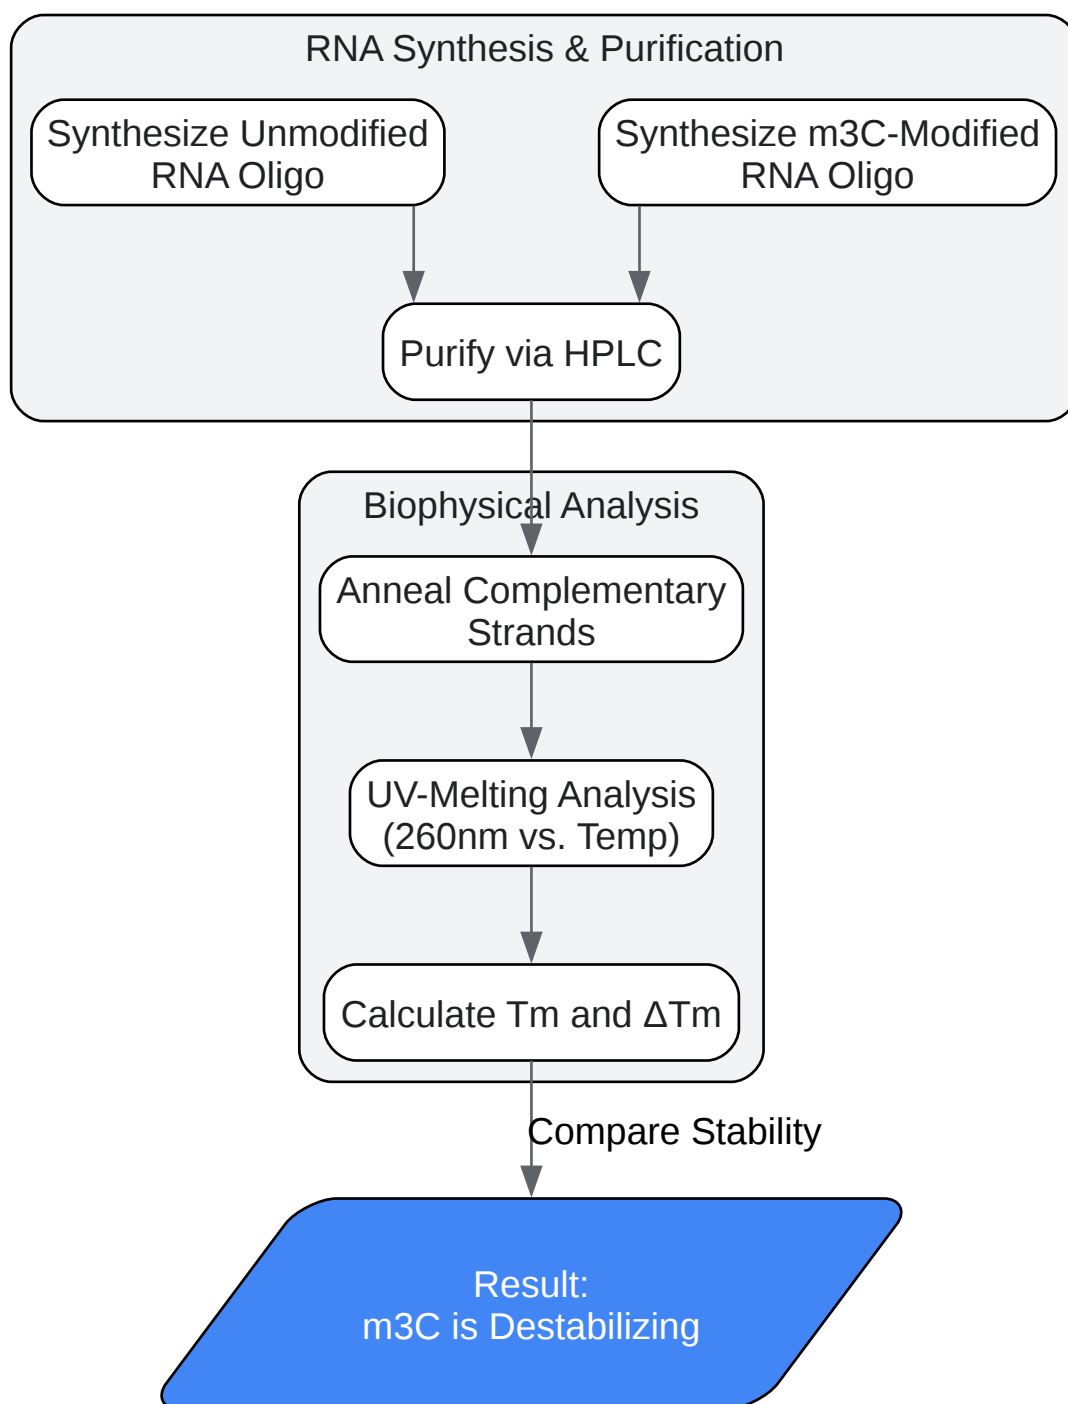 RNA Synthesis & Purification
Synthesize Unmodified
RNA Oligo
Synthesize m3C-Modified
RNA Oligo
Purify via HPLC
Biophysical Analysis
Anneal Complementary
Strands
UV-Melting Analysis
(260nm vs. Temp)
Calculate Tm and ΔTm
Compare Stability
Result:
m3C is Destabilizing